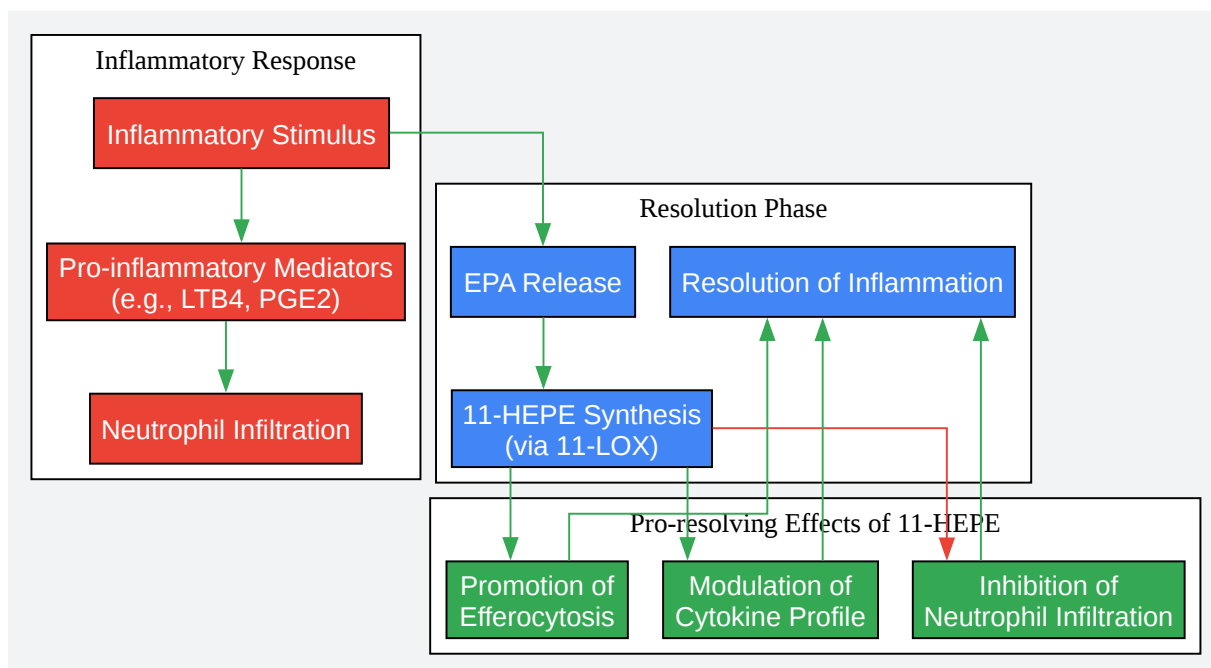 Inflammatory Response
Inflammatory Stimulus
Pro-inflammatory Mediators
(e.g., LTB4, PGE2)
Neutrophil Infiltration
Resolution Phase
EPA Release
Resolution of Inflammation
11-HEPE Synthesis
(via 11-LOX)
Pro-resolving Effects of 11-HEPE
Promotion of
Efferocytosis
Modulation of
Cytokine Profile
Inhibition of
Neutrophil Infiltration